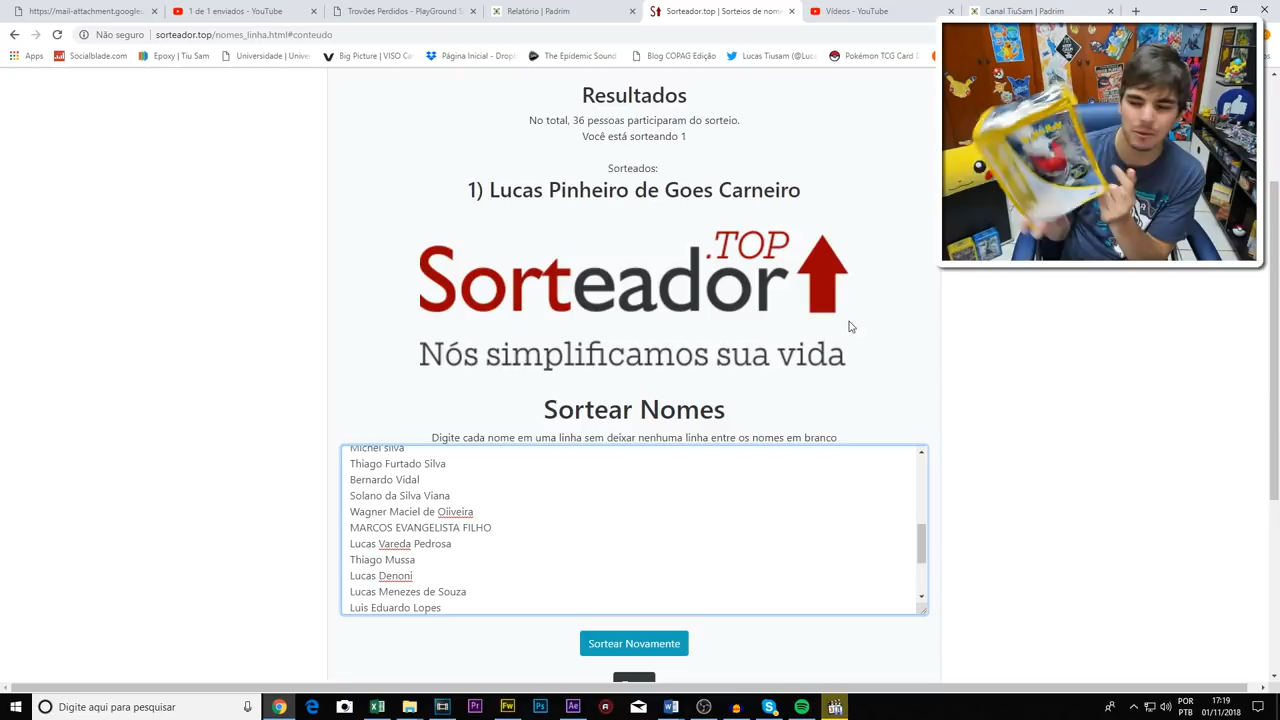 https://mail-attachment.googleu
1 de 1 enviados - YouTube
Trovões Perdidos - PlayGround
Relatório | Padrim
Sorteador.top | Sorteios de nome
Vídeos - YouTube
Canal TiuSam | Padrim
Não seguro | sorteador.top/nomes_linha.html#conteudo
Apps
Socialblade.com
Epoxy | Tiu Sam
Universidade | Unive
Big Picture | VISO Ca
Página Inicial - Drop
The Epidemic Sound
Blog COPAG Edição
Lucas Tiusam (@Luca
Pokémon TCG Card D
Resultados
No total, 36 pessoas participaram do sorteio.
Você está sorteando 1
Sorteados:
1) Lucas Pinheiro de Goes Carneiro
Sorteador.TOP
Nós simplificamos sua vida
Sortear Nomes
Digite cada nome em uma linha sem deixar nenhuma linha entre os nomes em branco
Michel silva
Thiago Furtado Silva
Bernardo Vidal
Solano da Silva Viana
Wagner Maciel de Oiiveira
MARCOS EVANGELISTA FILHO
Lucas Vareda Pedrosa
Thiago Mussa
Lucas Denoni
Lucas Menezes de Souza
Luis Eduardo Lopes
Sortear Novamente
Digite aqui para pesquisar
POR
PTB
17:19
01/11/2018